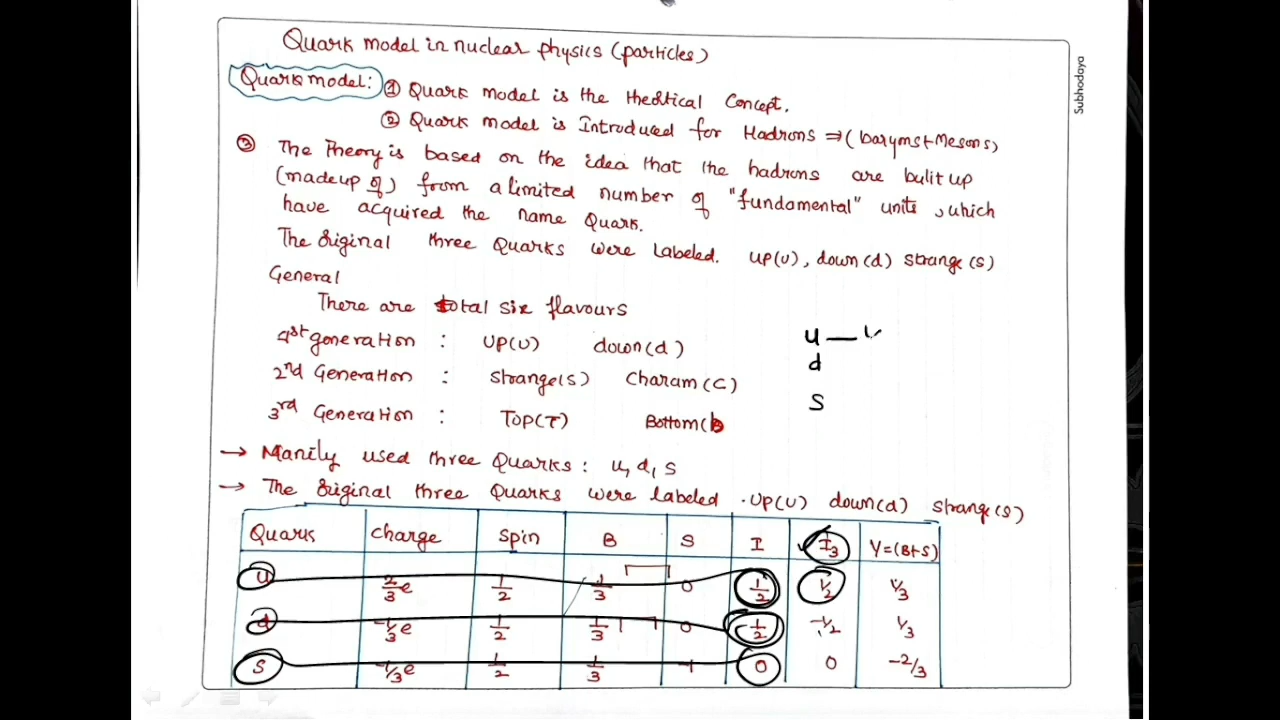 Quark model in nuclear physics (particles)
Quark model: ① Quark model is the theoritical Concept.
② Quark model is Introduced for Hadrons ⇒ (baryons + Mesons)
③ The Theory is based on the idea that the hadrons are bulit up
(madeup of) from a limited number of "fundamental" units, which
have acquired the name Quark.
The original three Quarks were labeled. up(u), down(d) strange(s)
General
There are total six flavours
1st generation : UP(U) down(d)
2nd Generation : Strange(s) Charam(C)
3rd Generation : TOP(T) Bottom(b
u —
d
s
→ Manily used three Quarks: u, d, s
→ The original three Quarks were labeled . UP(U) down(d) strange(s)
Quark Charge Spin B S I I3 Y=(B+S)
u 2/3e 1/2 1/3 0 1/2 1/2 1/3
d -1/3e 1/2 1/3 0 1/2 -1/2 1/3
s -1/3e 1/2 1/3 -1 0 0 -2/3
Subhodaya